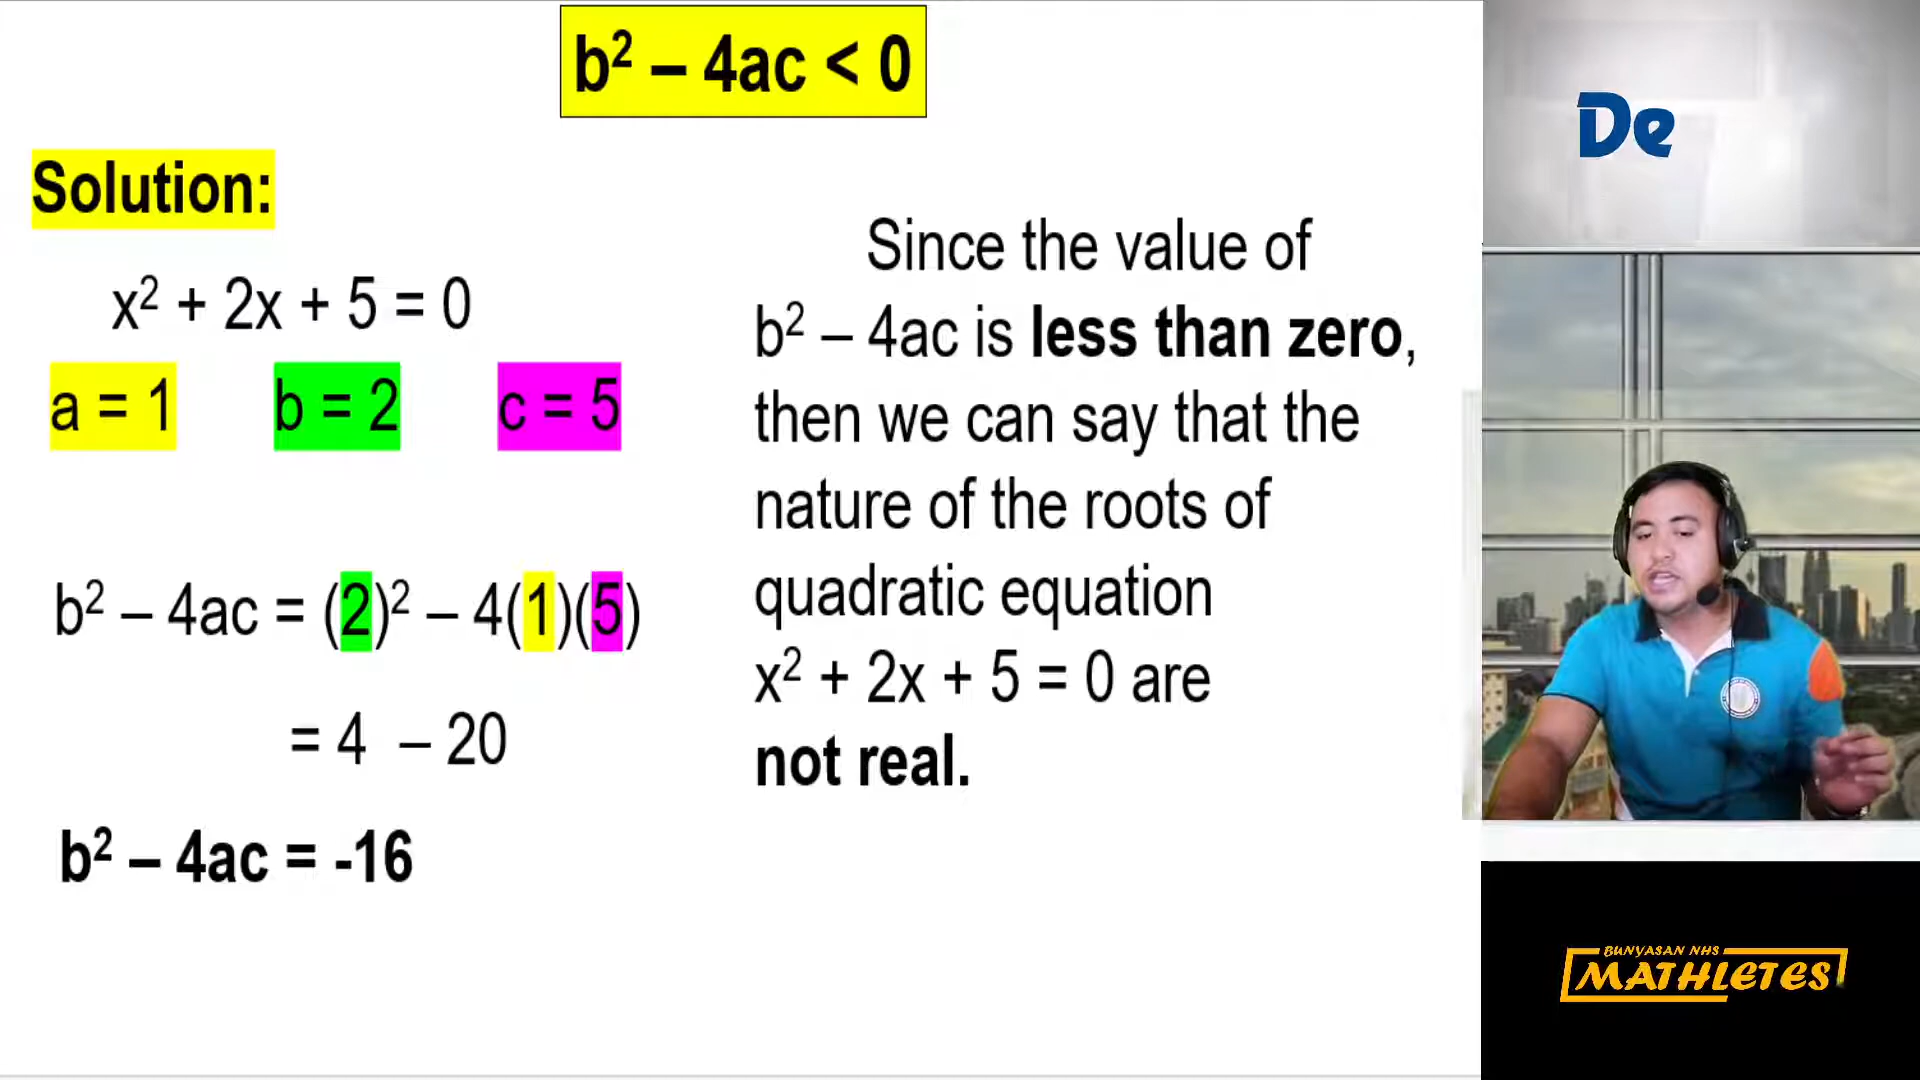 b² – 4ac < 0
Solution:
x² + 2x + 5 = 0
a = 1 b = 2 c = 5
b² – 4ac = (2)² – 4(1)(5)
= 4 – 20
b² – 4ac = -16
Since the value of
b² – 4ac is less than zero,
then we can say that the
nature of the roots of
quadratic equation
x² + 2x + 5 = 0 are
not real.
De
BUNYASAN NHS
MATHLETES